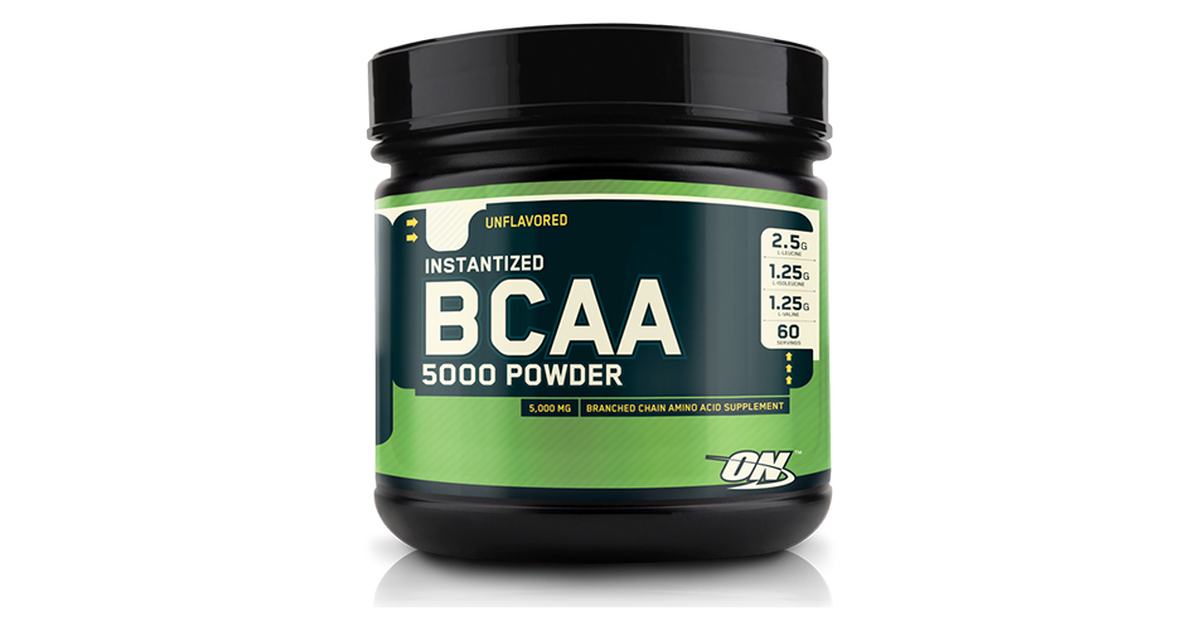 UNFLAVORED
INSTANTIZED
BCAA
5000 POWDER
5,000 MG BRANCHED CHAIN AMINO ACID SUPPLEMENT
2.5G
L-LEUCINE
1.25G
L-ISOLEUCINE
1.25G
L-VALINE
60
SERVINGS
ON™